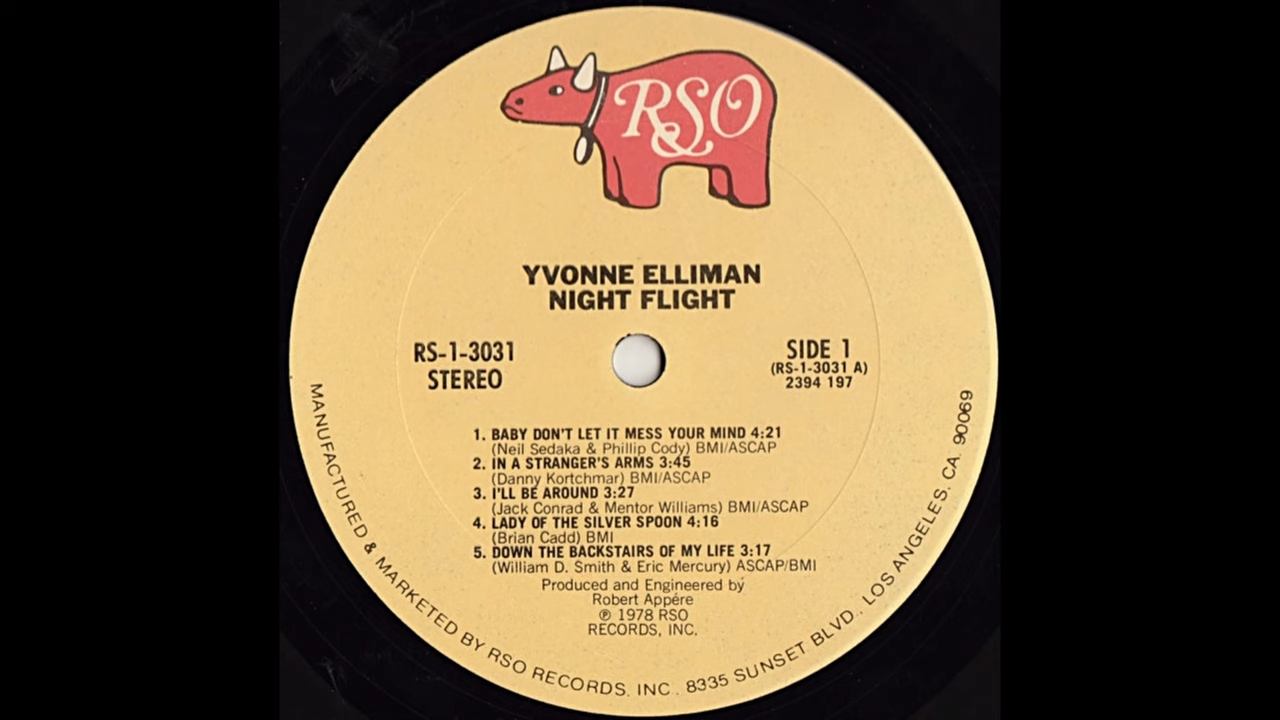 RSO
YVONNE ELLIMAN
NIGHT FLIGHT
RS-1-3031
STEREO
SIDE 1
(RS-1-3031 A)
2394 197
1. BABY DON'T LET IT MESS YOUR MIND 4:21
(Neil Sedaka & Phillip Cody) BMI/ASCAP
2. IN A STRANGER'S ARMS 3:45
(Danny Kortchmar) BMI/ASCAP
3. I'LL BE AROUND 3:27
(Jack Conrad & Mentor Williams) BMI/ASCAP
4. LADY OF THE SILVER SPOON 4:16
(Brian Cadd) BMI
5. DOWN THE BACKSTAIRS OF MY LIFE 3:17
(William D. Smith & Eric Mercury) ASCAP/BMI
Produced and Engineered by
Robert Appére
℗ 1978 RSO
RECORDS, INC.
MANUFACTURED & MARKETED BY RSO RECORDS, INC., 8335 SUNSET BLVD., LOS ANGELES, CA. 90069